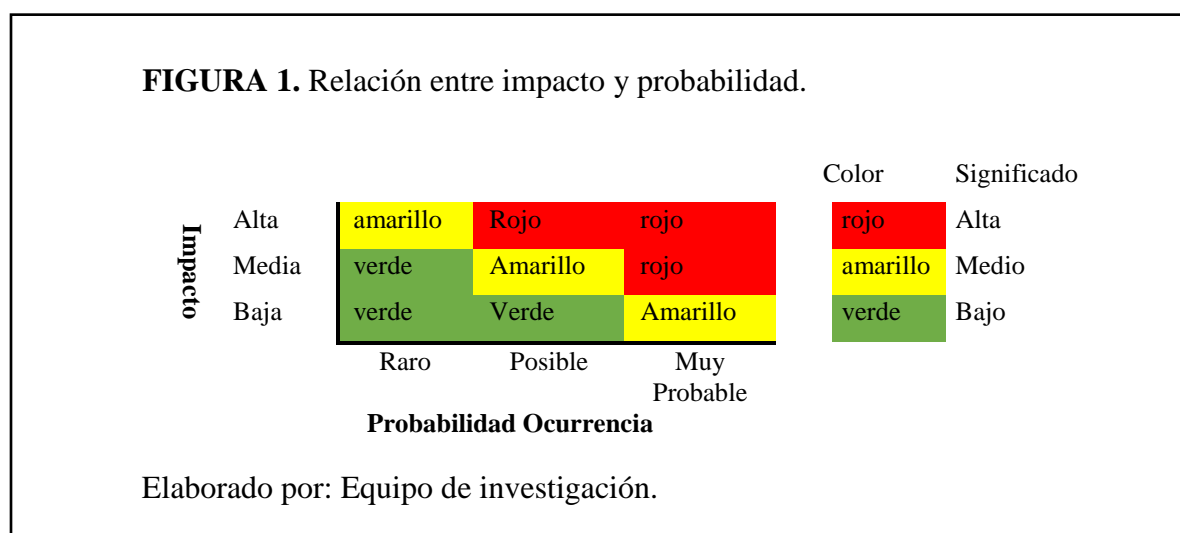 FIGURA 1. Relación entre impacto y probabilidad.
Color Significado
Impacto
Alta amarillo Rojo rojo rojo Alta
Media verde Amarillo rojo amarillo Medio
Baja verde Verde Amarillo verde Bajo
Raro Posible Muy
Probable
Probabilidad Ocurrencia
Elaborado por: Equipo de investigación.